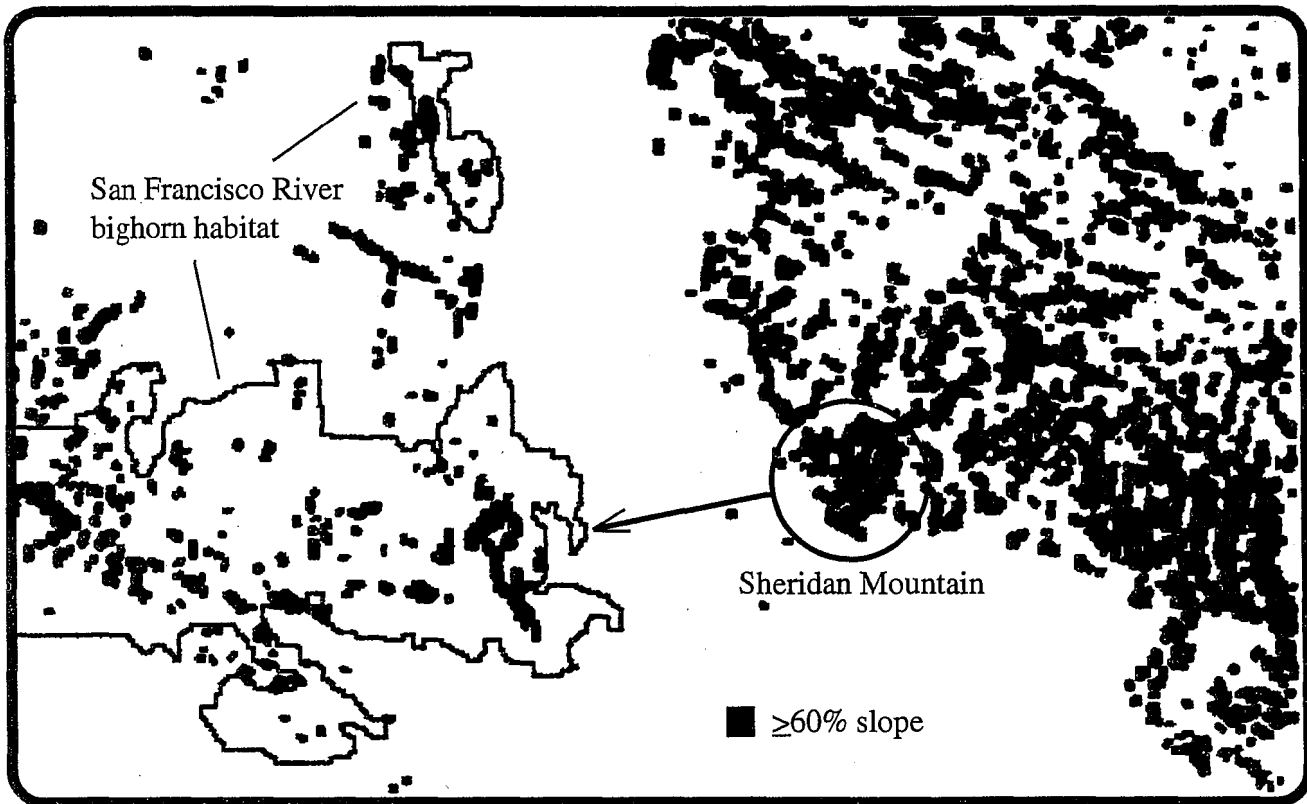 San Francisco River
bighorn habitat
Sheridan Mountain
≥60% slope